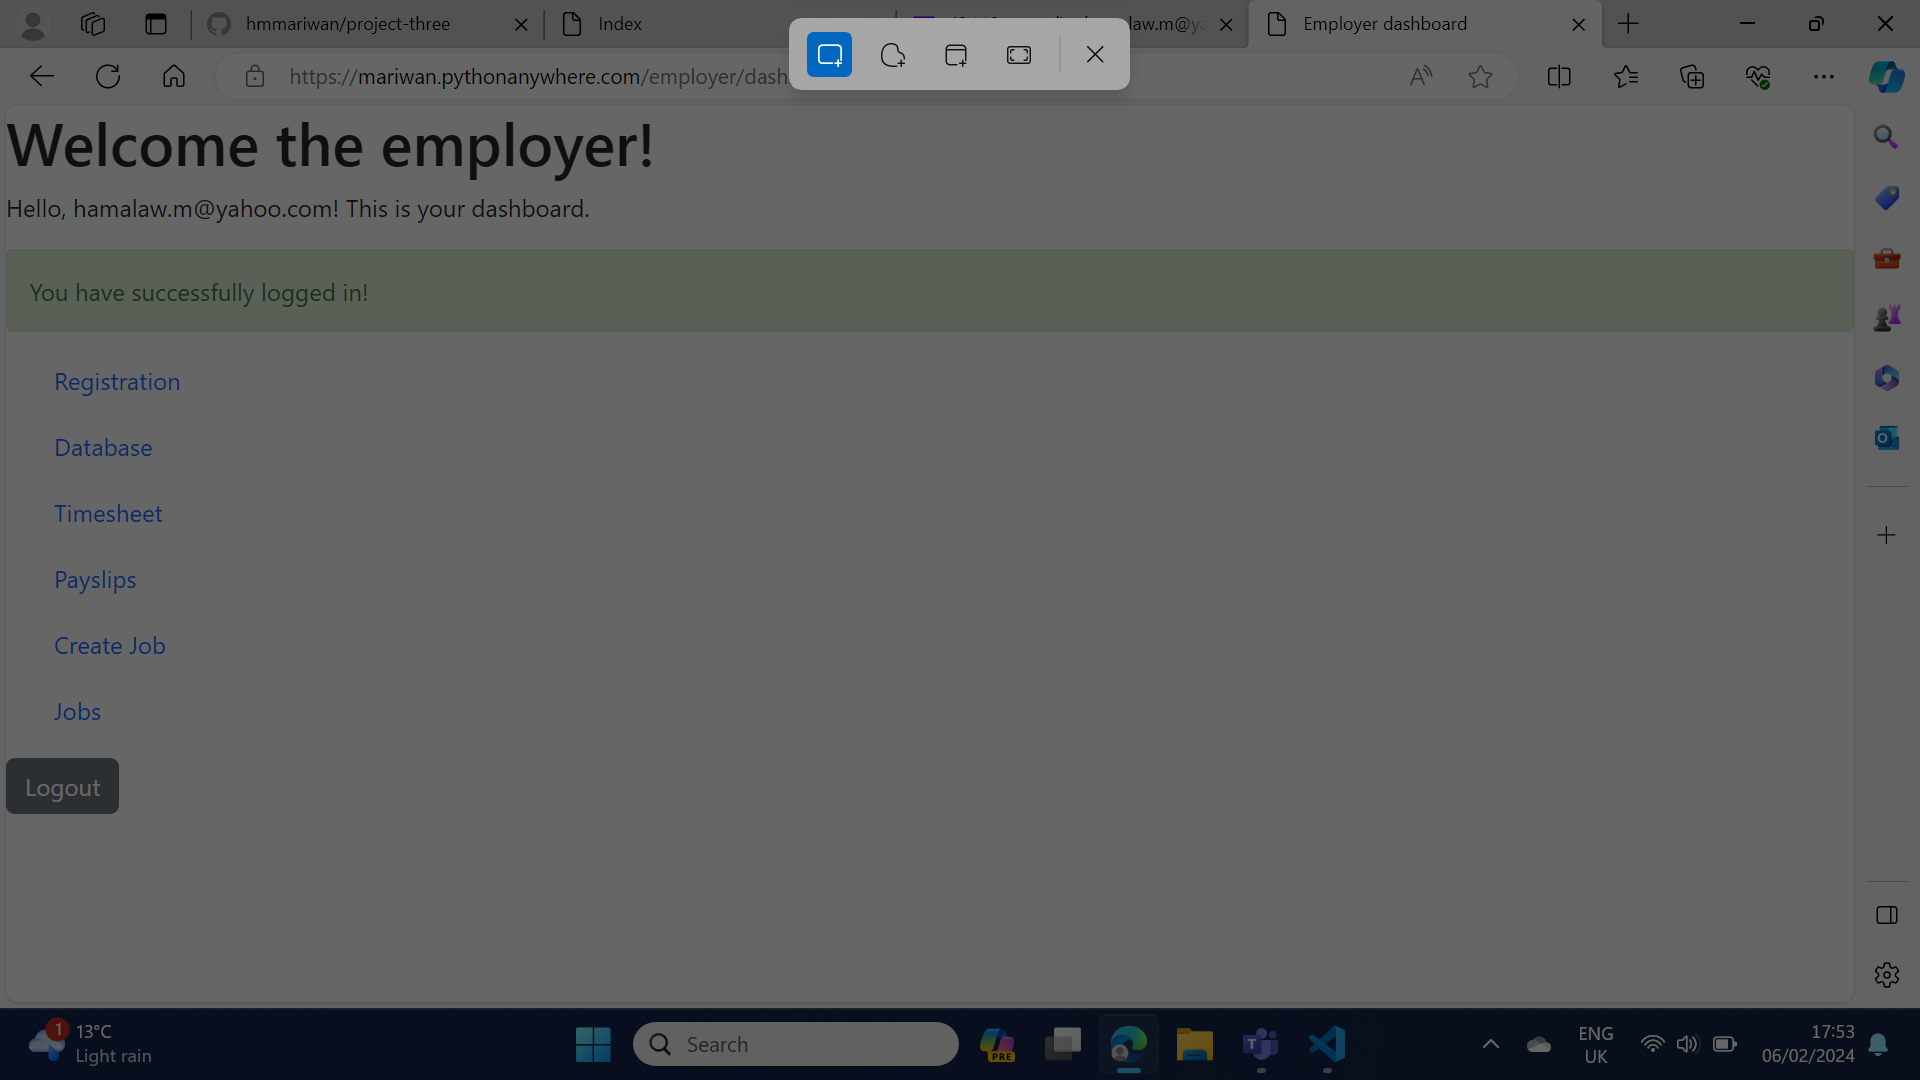 hmmariwan/project-three
Index
law.m@ya
Employer dashboard
https://mariwan.pythonanywhere.com/employer/dash
Welcome the employer!
Hello, hamalaw.m@yahoo.com! This is your dashboard.
You have successfully logged in!
Registration
Database
Timesheet
Payslips
Create Job
Jobs
Logout
1
13°C
Light rain
Search
PRE
ENG
UK
17:53
06/02/2024